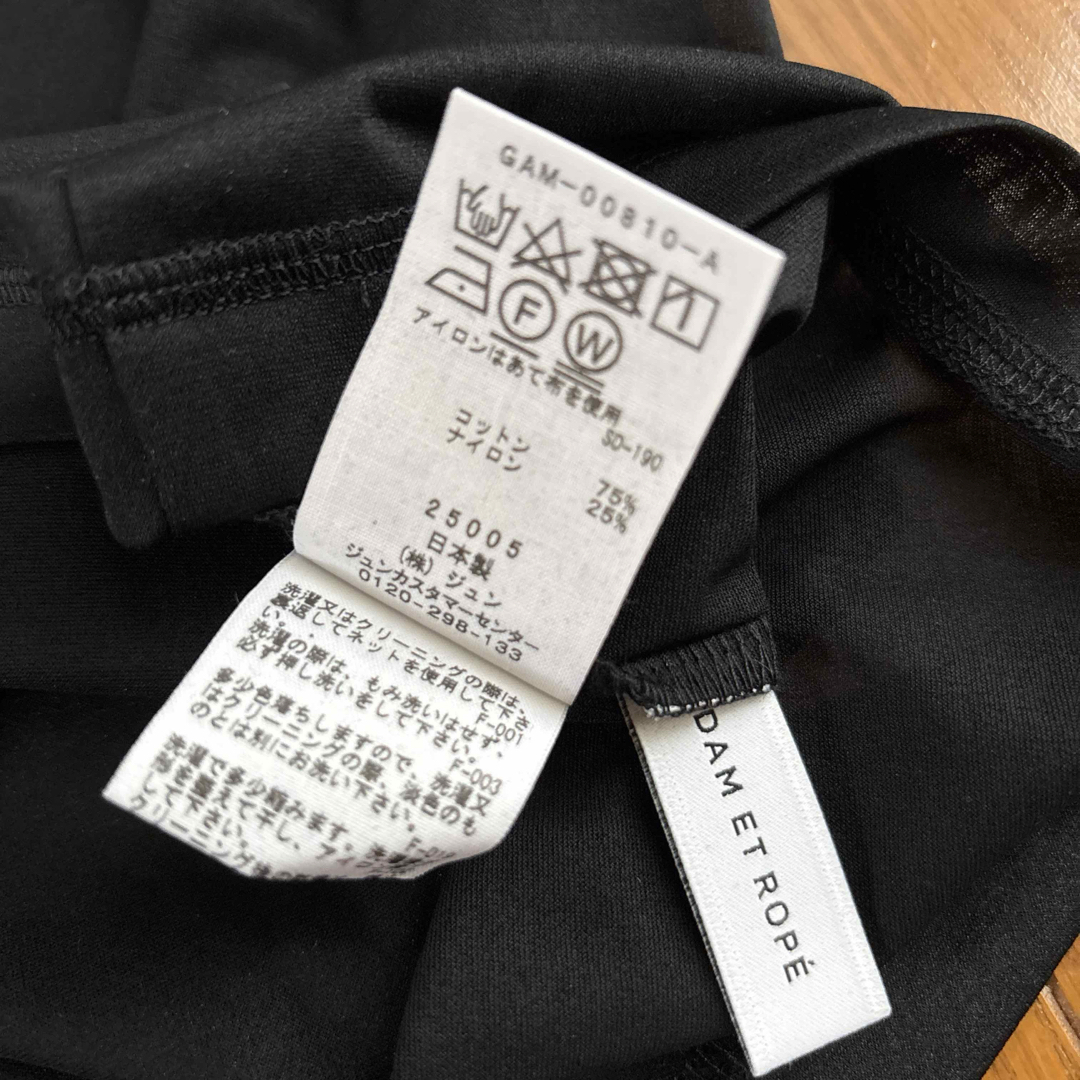 GAM-00810-A
F W
アイロンはあて布を使用
SD-190
コットン 75%
ナイロン 25%
25005
日本製
(株) ジュン
ジュンカスタマーセンター
0120-298-133
洗濯又はクリーニングの際は、
裏返してネットを使用して下さ
い。 F-001
洗濯の際は、もみ洗いはせず、
必ず押し洗いをして下さい。
F-003
多少色落ちしますので、洗濯又
はクリーニングの際、淡色のも
のとは別にお洗い下さい。
洗濯で多少縮みます。
形を整えて干し、
して下さい。
クリーニング
DAM ET ROPÉ